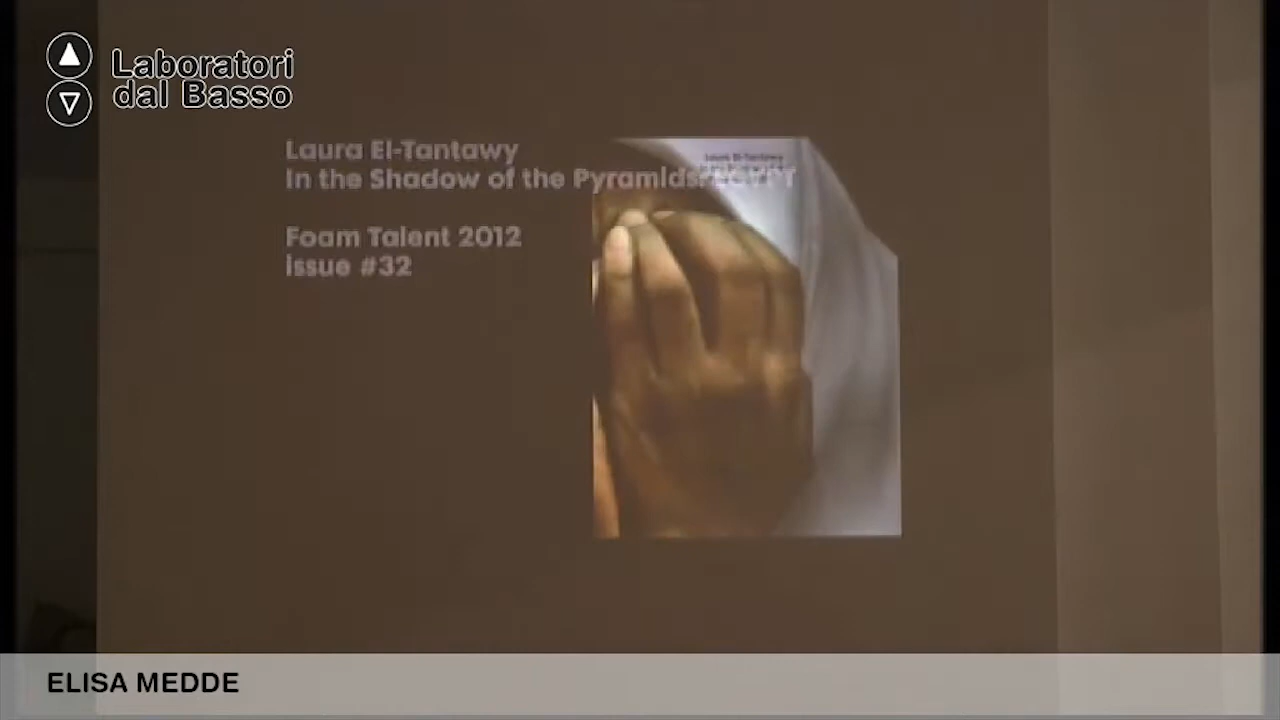 Laboratori
dal Basso
Laura El-Tantawy
In the Shadow of the Pyramids
Foam Talent 2012
issue #32
ELISA MEDDE